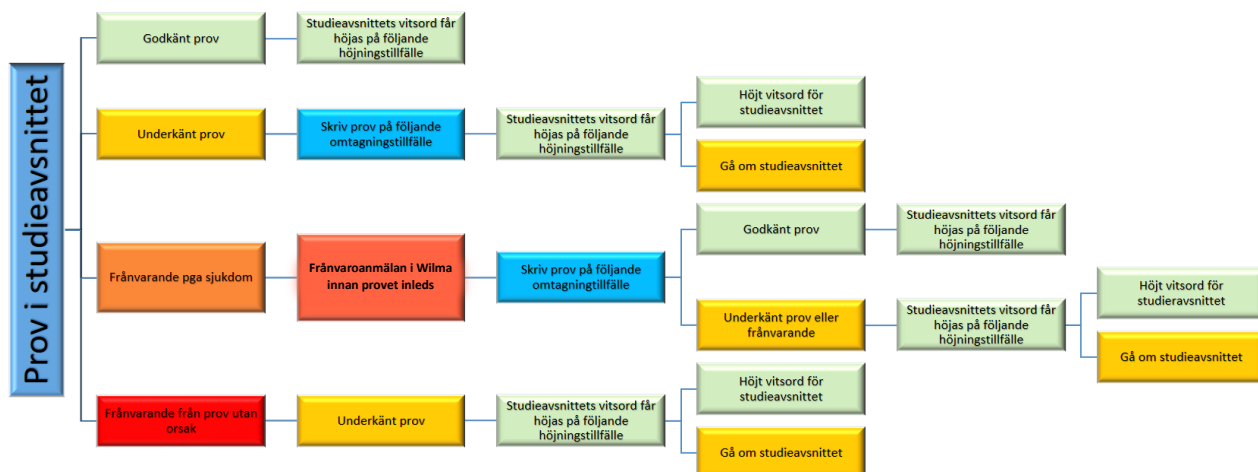 Prov i studieavsnittet
Godkänt prov
Studieavsnittets vitsord får
höjas på följande
höjningstillfälle
Underkänt prov
Skriv prov på följande
omtagningstillfälle
Studieavsnittets vitsord får
höjas på följande
höjningstillfälle
Höjt vitsord för
studieavsnittet
Gå om studieavsnittet
Frånvarande pga sjukdom
Frånvaroanmälan i Wilma
innan provet inleds
Skriv prov på följande
omtagningtillfälle
Godkänt prov
Studieavsnittets vitsord får
höjas på följande
höjningstillfälle
Underkänt prov eller
frånvarande
Studieavsnittets vitsord får
höjas på följande
höjningstillfälle
Höjt vitsord för
studieravsnittet
Gå om studieavsnittet
Frånvarande från prov utan
orsak
Underkänt prov
Studieavsnittets vitsord får
höjas på följande
höjningstillfälle
Höjt vitsord för
studieavsnittet
Gå om studieavsnittet